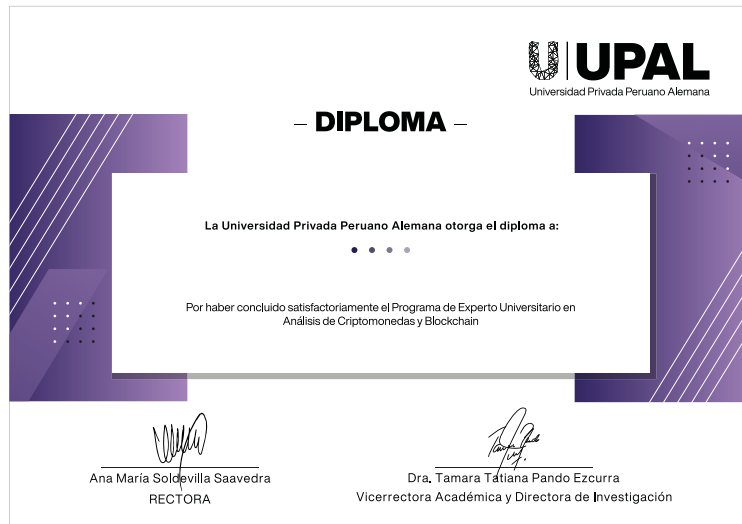 UPAL
Universidad Privada Peruano Alemana
– DIPLOMA –
La Universidad Privada Peruano Alemana otorga el diploma a:
Por haber concluido satisfactoriamente el Programa de Experto Universitario en
Análisis de Criptomonedas y Blockchain
Ana María Soldevilla Saavedra
RECTORA
Dra. Tamara Tatiana Pando Ezcurra
Vicerrectora Académica y Directora de Investigación